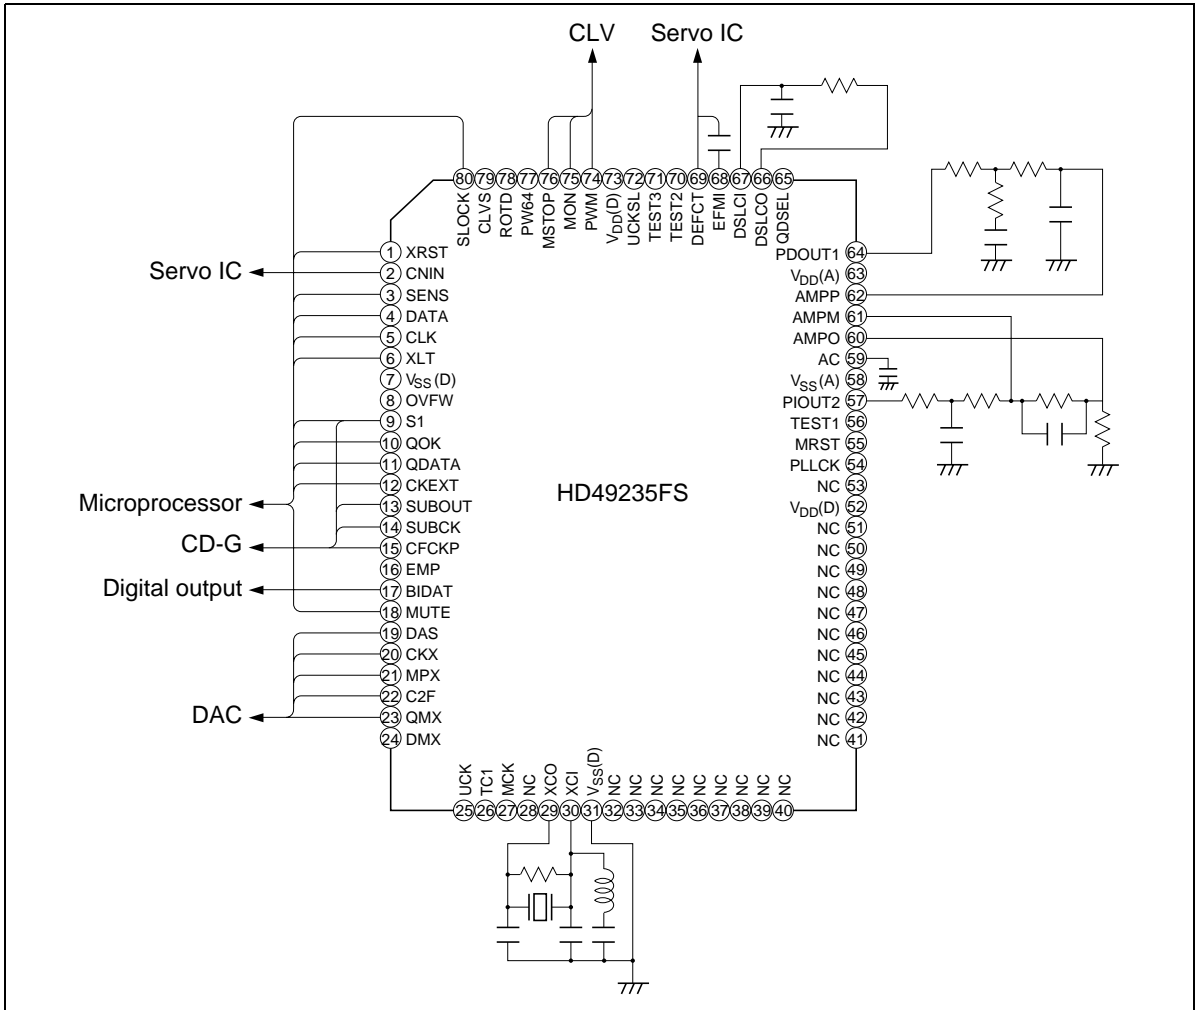 CLV
Servo IC
80 79 78 77 76 75 74 73 72 71 70 69 68 67 66 65
SLOCK
CLVS
ROTD
PW64
MSTOP
MON
PWM
VDD(D)
UCKSL
TEST3
TEST2
DEFCT
EFMI
DSLCI
DSLCO
QDSEL
Servo IC
Microprocessor
CD-G
Digital output
DAC
1 XRST
2 CNIN
3 SENS
4 DATA
5 CLK
6 XLT
7 VSS(D)
8 OVFW
9 S1
10 QOK
11 QDATA
12 CKEXT
13 SUBOUT
14 SUBCK
15 CFCKP
16 EMP
17 BIDAT
18 MUTE
19 DAS
20 CKX
21 MPX
22 C2F
23 QMX
24 DMX
HD49235FS
PDOUT1 64
VDD(A) 63
AMPP 62
AMPM 61
AMPO 60
AC 59
VSS(A) 58
PIOUT2 57
TEST1 56
MRST 55
PLLCK 54
NC 53
VDD(D) 52
NC 51
NC 50
NC 49
NC 48
NC 47
NC 46
NC 45
NC 44
NC 43
NC 42
NC 41
UCK
TC1
MCK
NC
XCO
XCI
VSS(D)
NC
NC
NC
NC
NC
NC
NC
NC
NC
25 26 27 28 29 30 31 32 33 34 35 36 37 38 39 40